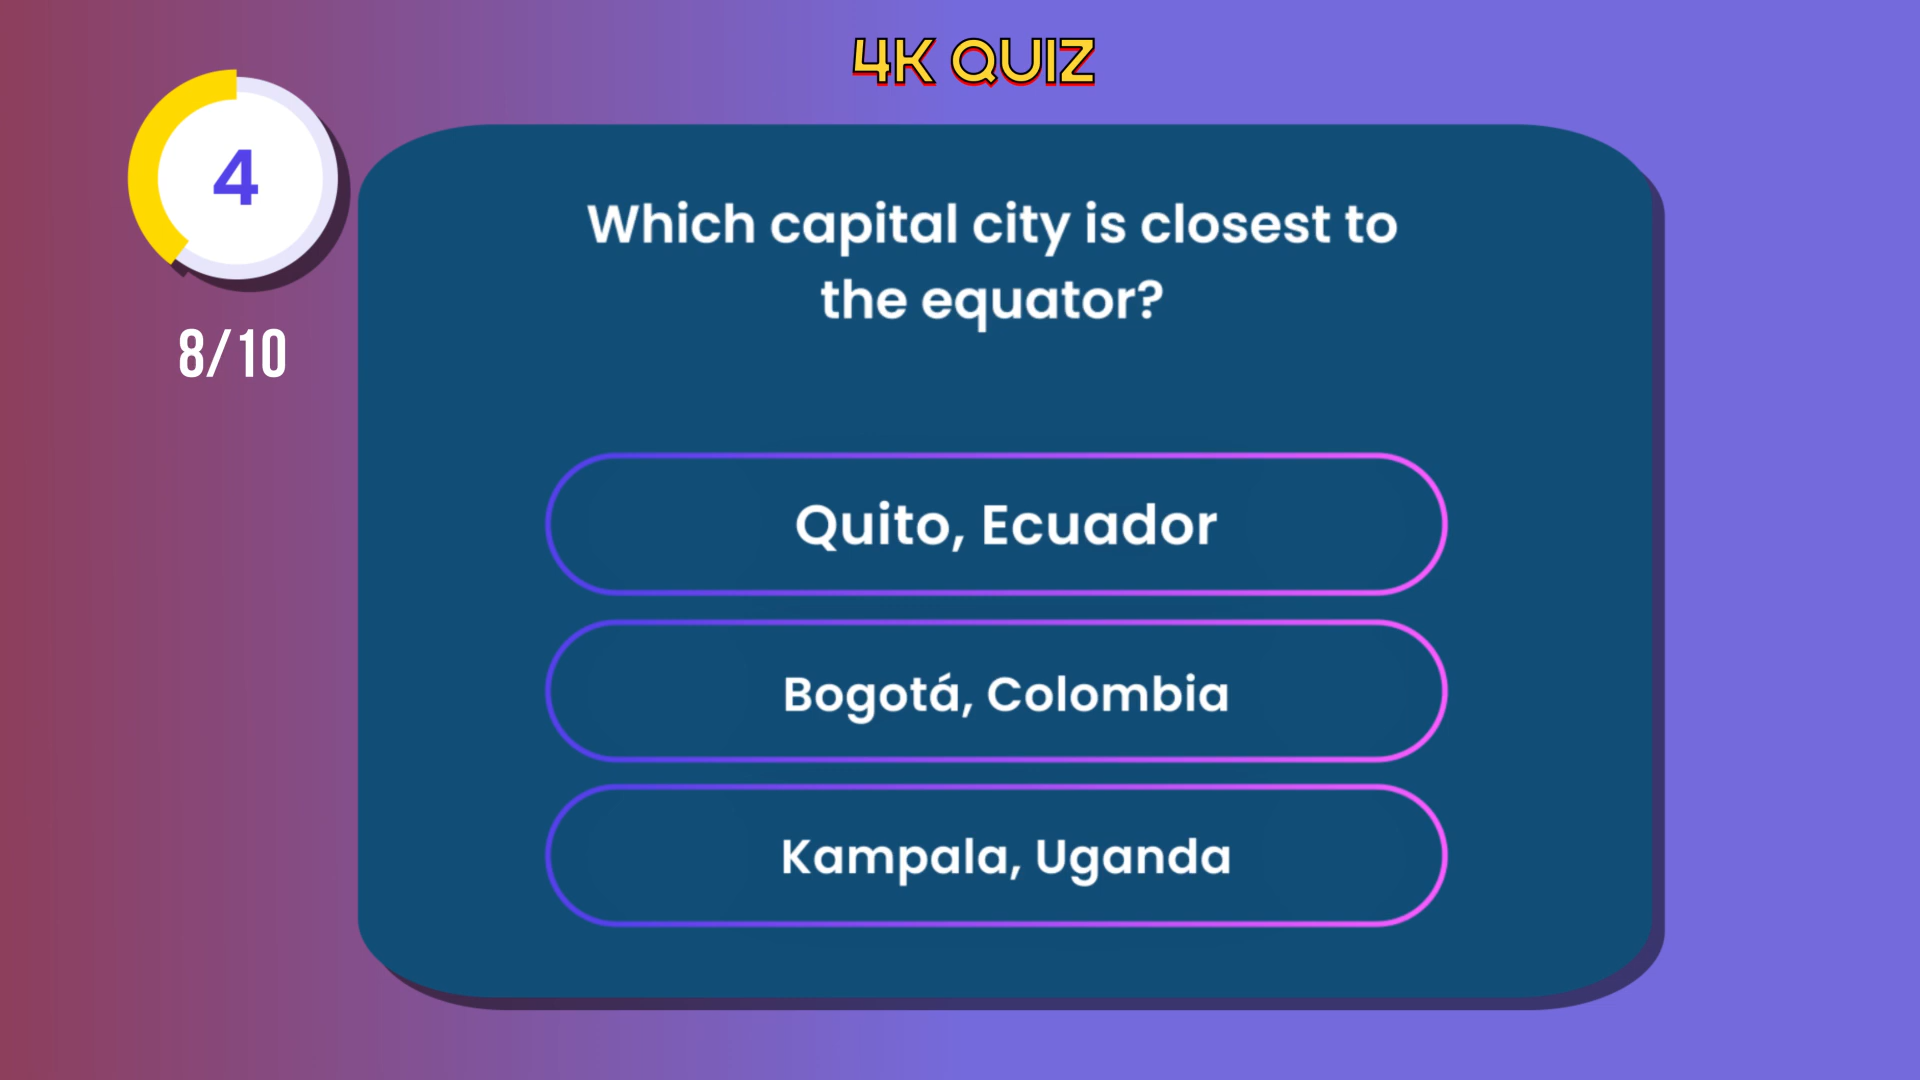 4K QUIZ
4
8/10
Which capital city is closest to
the equator?
Quito, Ecuador
Bogotá, Colombia
Kampala, Uganda